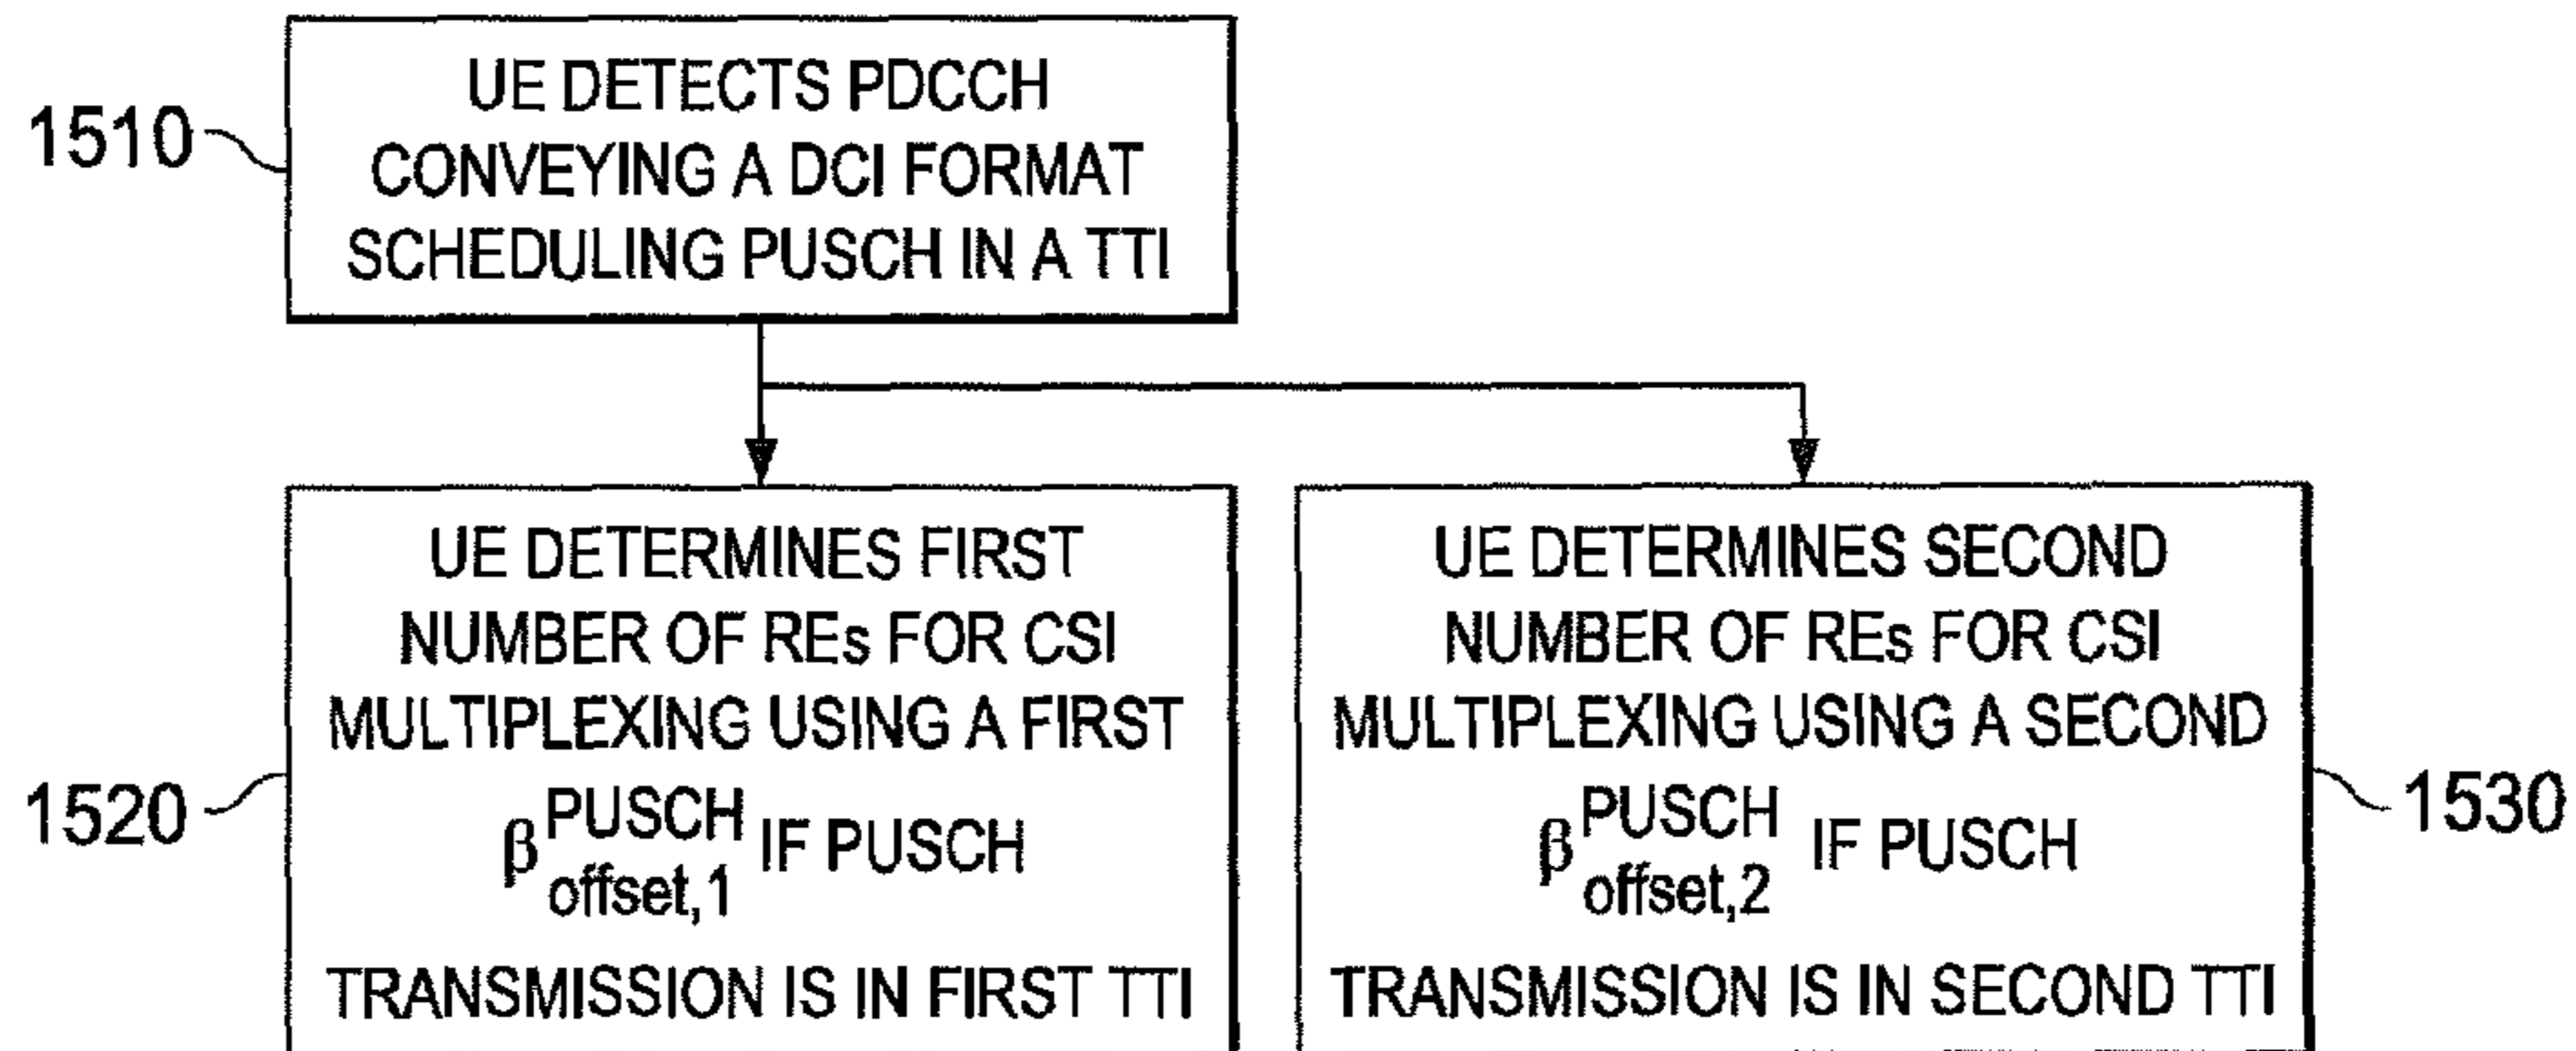 1510
UE DETECTS PDCCH
CONVEYING A DCI FORMAT
SCHEDULING PUSCH IN A TTI
1520
UE DETERMINES FIRST
NUMBER OF REs FOR CSI
MULTIPLEXING USING A FIRST
β PUSCH offset,1 IF PUSCH
TRANSMISSION IS IN FIRST TTI
UE DETERMINES SECOND
NUMBER OF REs FOR CSI
MULTIPLEXING USING A SECOND
β PUSCH offset,2 IF PUSCH
TRANSMISSION IS IN SECOND TTI
1530